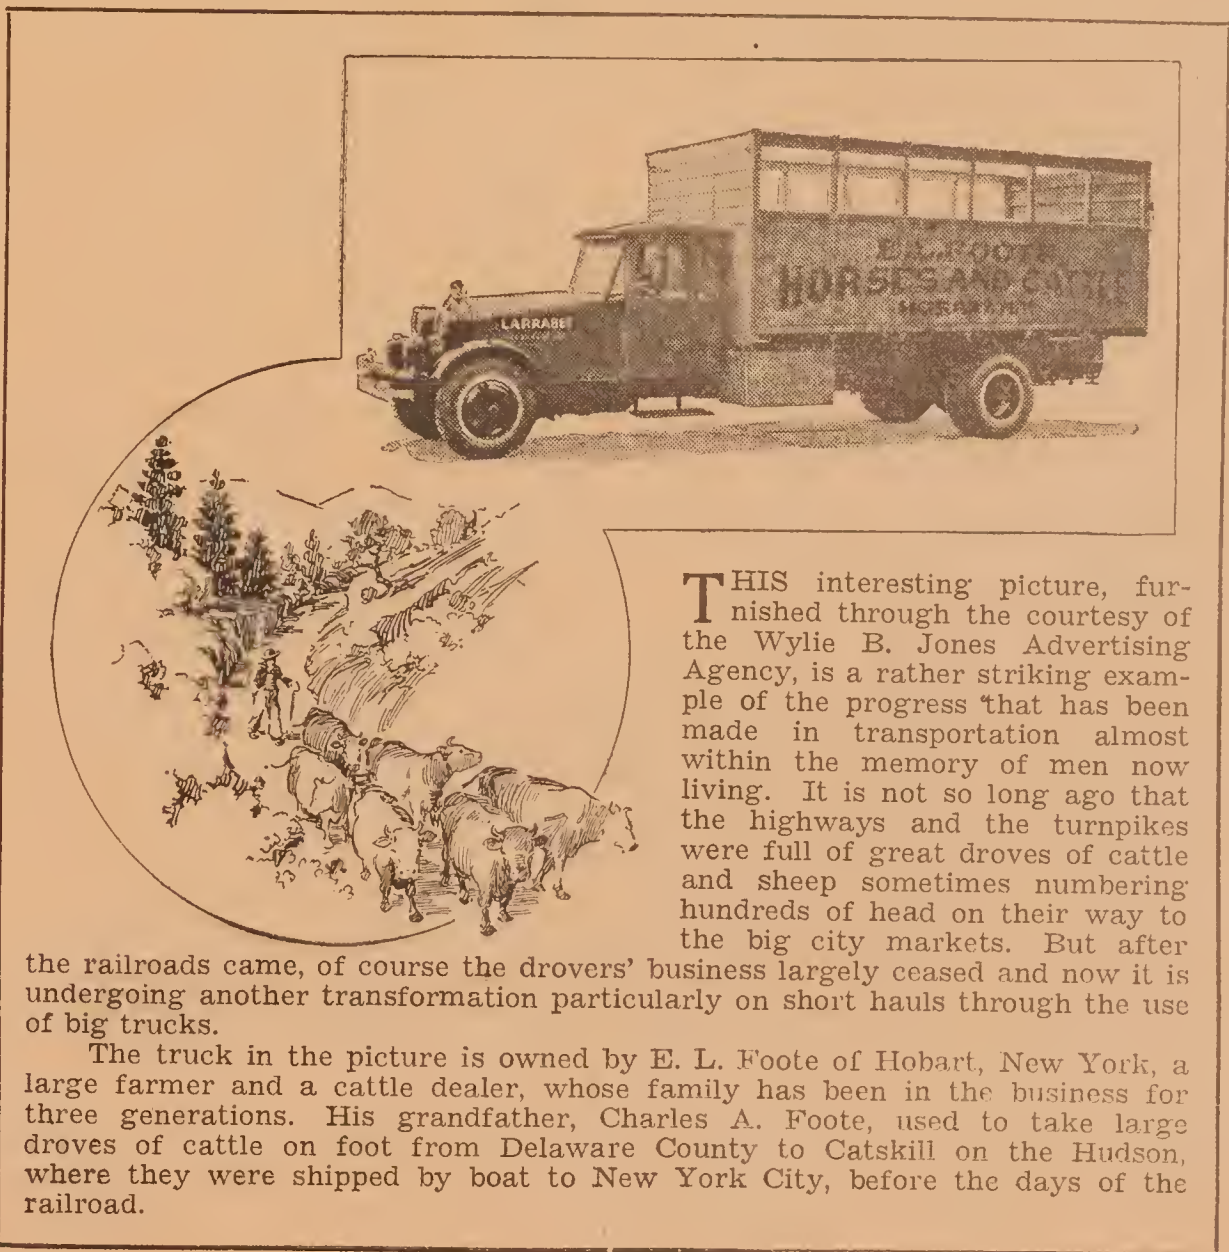 E. L. FOOTE
HORSES AND CATTLE
LARRABEE
THIS interesting picture, fur-
nished through the courtesy of
the Wylie B. Jones Advertising
Agency, is a rather striking exam-
ple of the progress that has been
made in transportation almost
within the memory of men now
living. It is not so long ago that
the highways and the turnpikes
were full of great droves of cattle
and sheep sometimes numbering
hundreds of head on their way to
the big city markets. But after
the railroads came, of course the drovers' business largely ceased and now it is
undergoing another transformation particularly on short hauls through the use
of big trucks.
The truck in the picture is owned by E. L. Foote of Hobart, New York, a
large farmer and a cattle dealer, whose family has been in the business for
three generations. His grandfather, Charles A. Foote, used to take large
droves of cattle on foot from Delaware County to Catskill on the Hudson,
where they were shipped by boat to New York City, before the days of the
railroad.